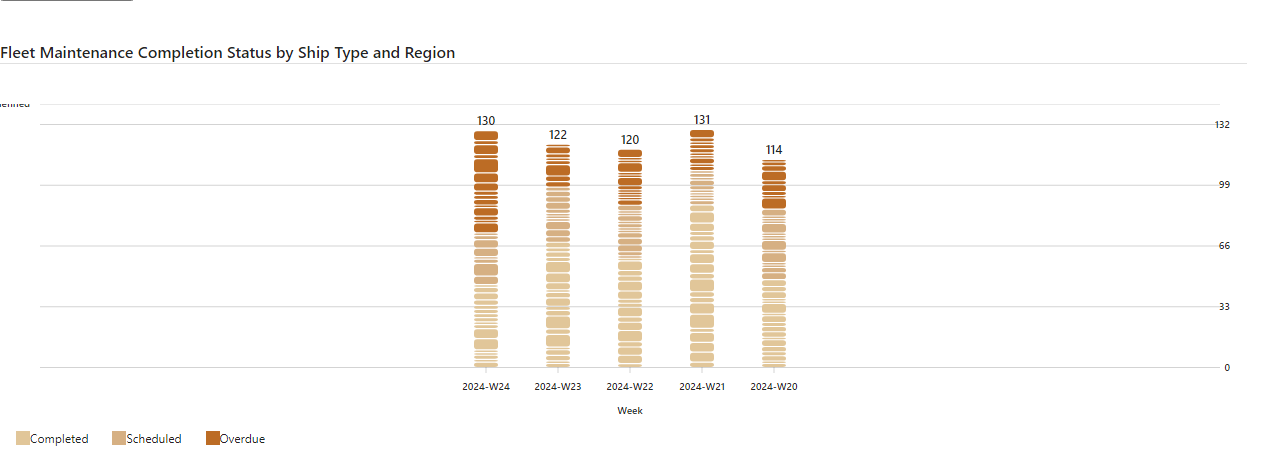 Fleet Maintenance Completion Status by Ship Type and Region
130
122
120
131
114
132
99
66
33
0
2024-W24
2024-W23
2024-W22
2024-W21
2024-W20
Week
Completed
Scheduled
Overdue